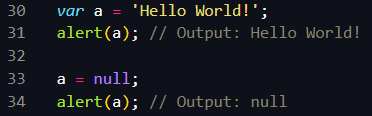 30 var a = 'Hello World!';
31 alert(a); // Output: Hello World!
32
33 a = null;
34 alert(a); // Output: null